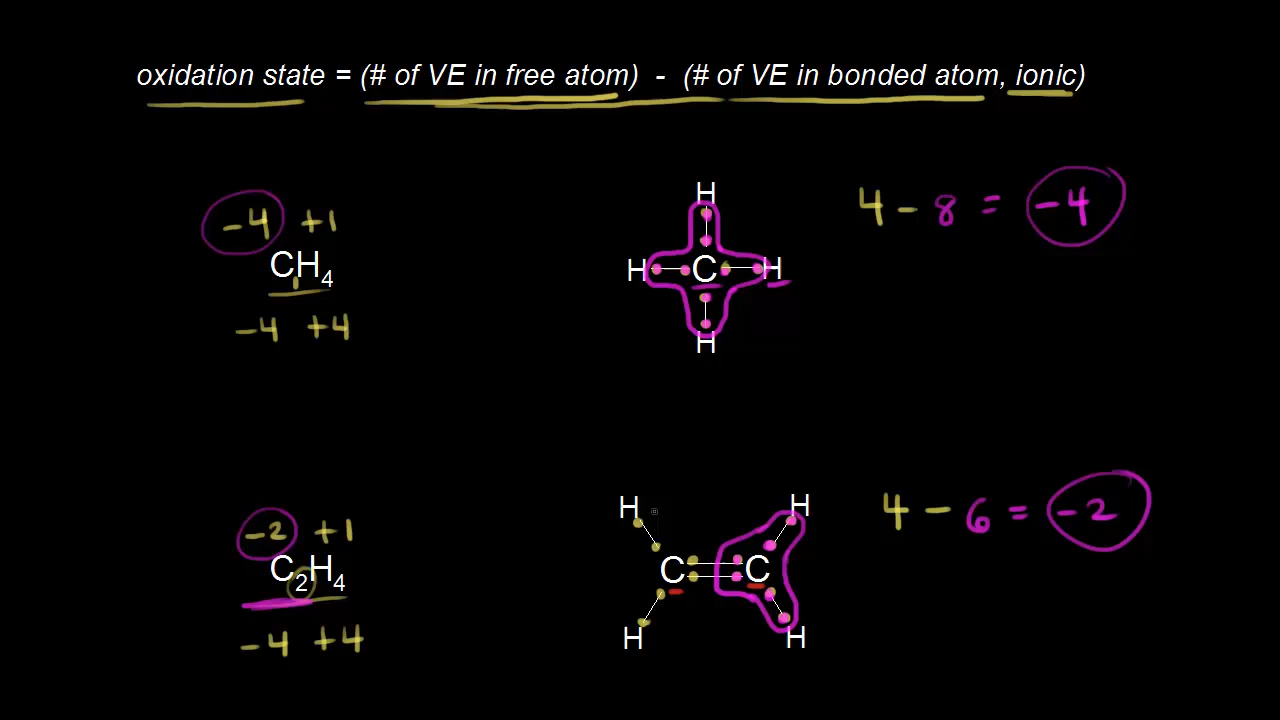 oxidation state = (# of VE in free atom) - (# of VE in bonded atom, ionic)
-4 +1
CH4
-4 +4
H
H C H
H
4 - 8 = -4
-2 +1
C2H4
-4 +4
H H
C C
H H
4 - 6 = -2